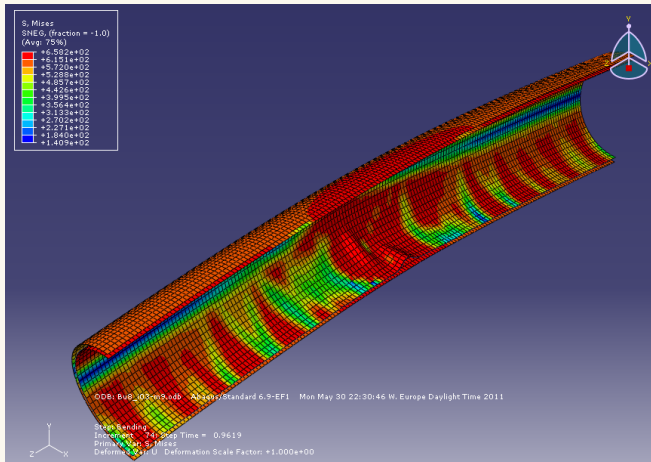 S, Mises
SNEG, (fraction = -1.0)
(Avg: 75%)
+6.582e+02
+6.151e+02
+5.720e+02
+5.288e+02
+4.857e+02
+4.426e+02
+3.995e+02
+3.564e+02
+3.133e+02
+2.702e+02
+2.271e+02
+1.840e+02
+1.409e+02
Y
Z
X
ODB: Bu8_i03-m9.odb Abaqus/Standard 6.9-EF1 Mon May 30 22:30:46 W. Europe Daylight Time 2011
Y
Z
X
Step: Bending
Increment 74: Step Time = 0.9619
Primary Var: S, Mises
Deformed Var: U Deformation Scale Factor: +1.000e+00